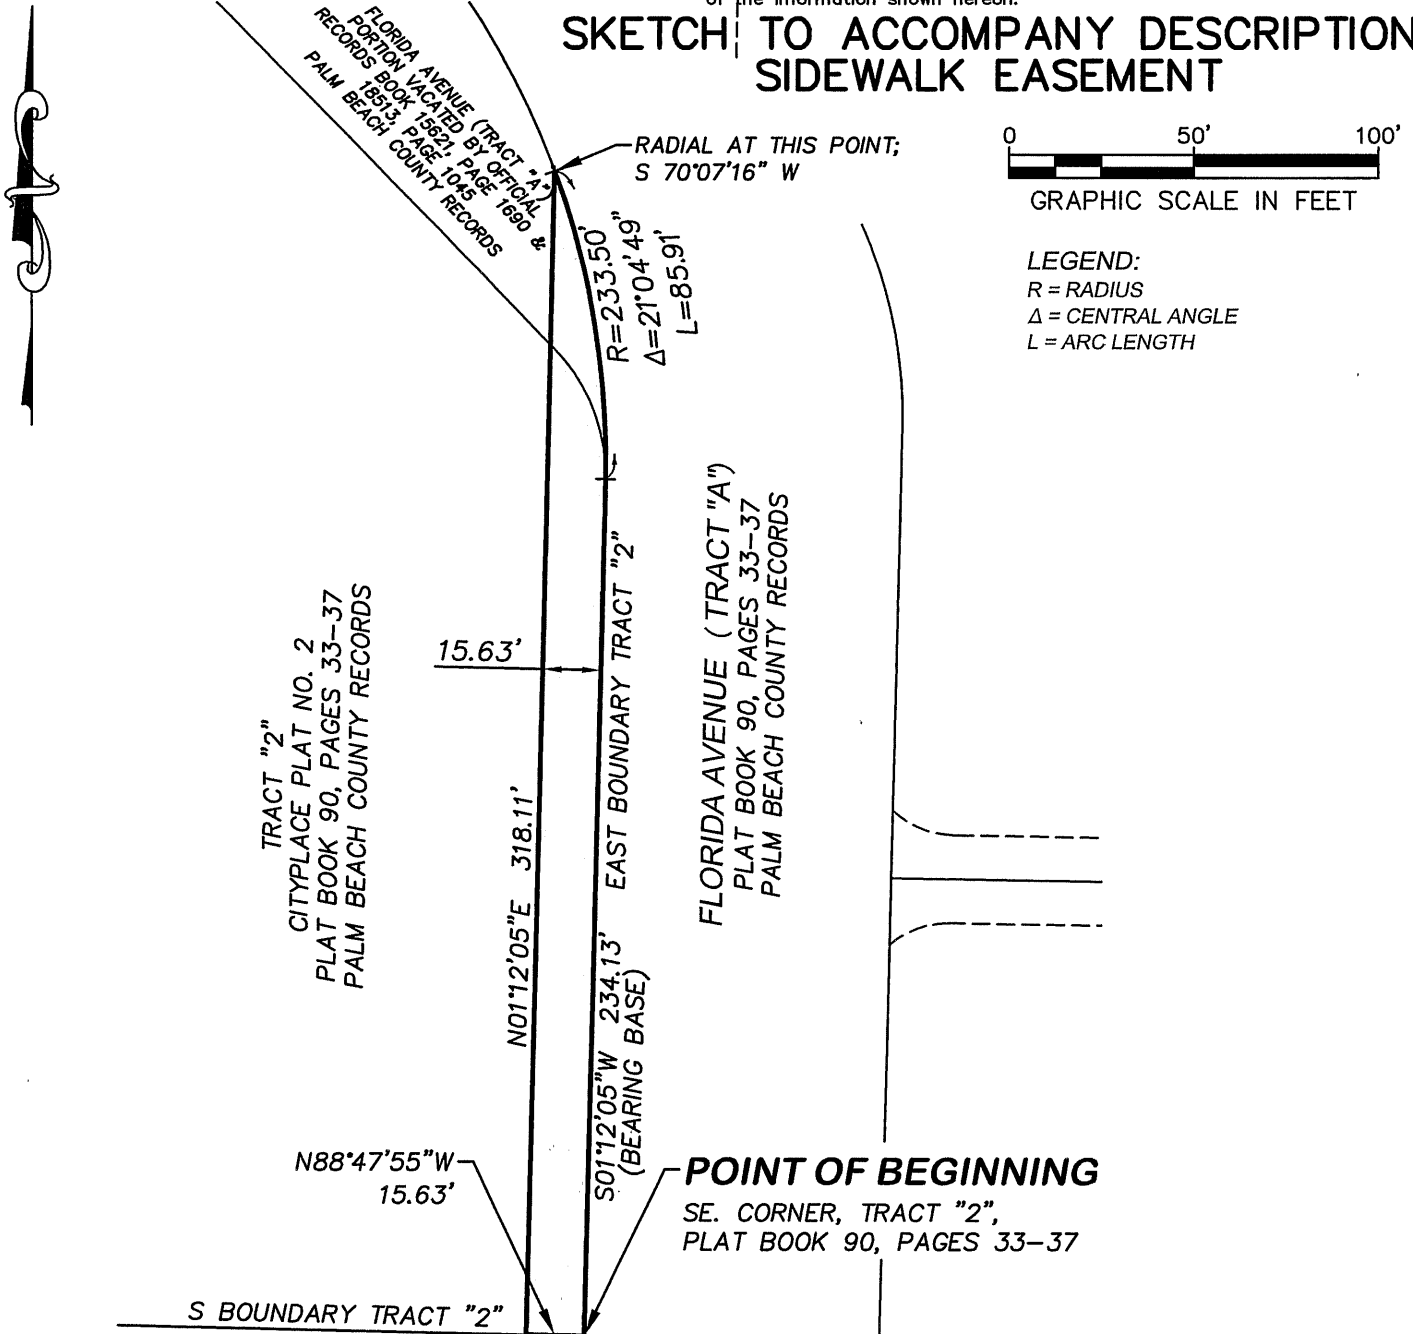 of the information shown hereon.
SKETCH TO ACCOMPANY DESCRIPTION
SIDEWALK EASEMENT
FLORIDA AVENUE (TRACT "A")
PORTION VACATED BY OFFICIAL
RECORDS BOOK 15621, PAGE 1690 &
18513, PAGE 1045
PALM BEACH COUNTY RECORDS
RADIAL AT THIS POINT;
S 70°07'16" W
0 50' 100'
GRAPHIC SCALE IN FEET
R=233.50'
Δ=21°04'49"
L=85.91'
LEGEND:
R = RADIUS
Δ = CENTRAL ANGLE
L = ARC LENGTH
15.63'
TRACT "2"
CITYPLACE PLAT NO. 2
PLAT BOOK 90, PAGES 33-37
PALM BEACH COUNTY RECORDS
N01°12'05"E 318.11'
EAST BOUNDARY TRACT "2"
S01°12'05"W 234.13'
(BEARING BASE)
FLORIDA AVENUE (TRACT "A")
PLAT BOOK 90, PAGES 33-37
PALM BEACH COUNTY RECORDS
N88°47'55"W
15.63'
POINT OF BEGINNING
SE. CORNER, TRACT "2",
PLAT BOOK 90, PAGES 33-37
S BOUNDARY TRACT "2"